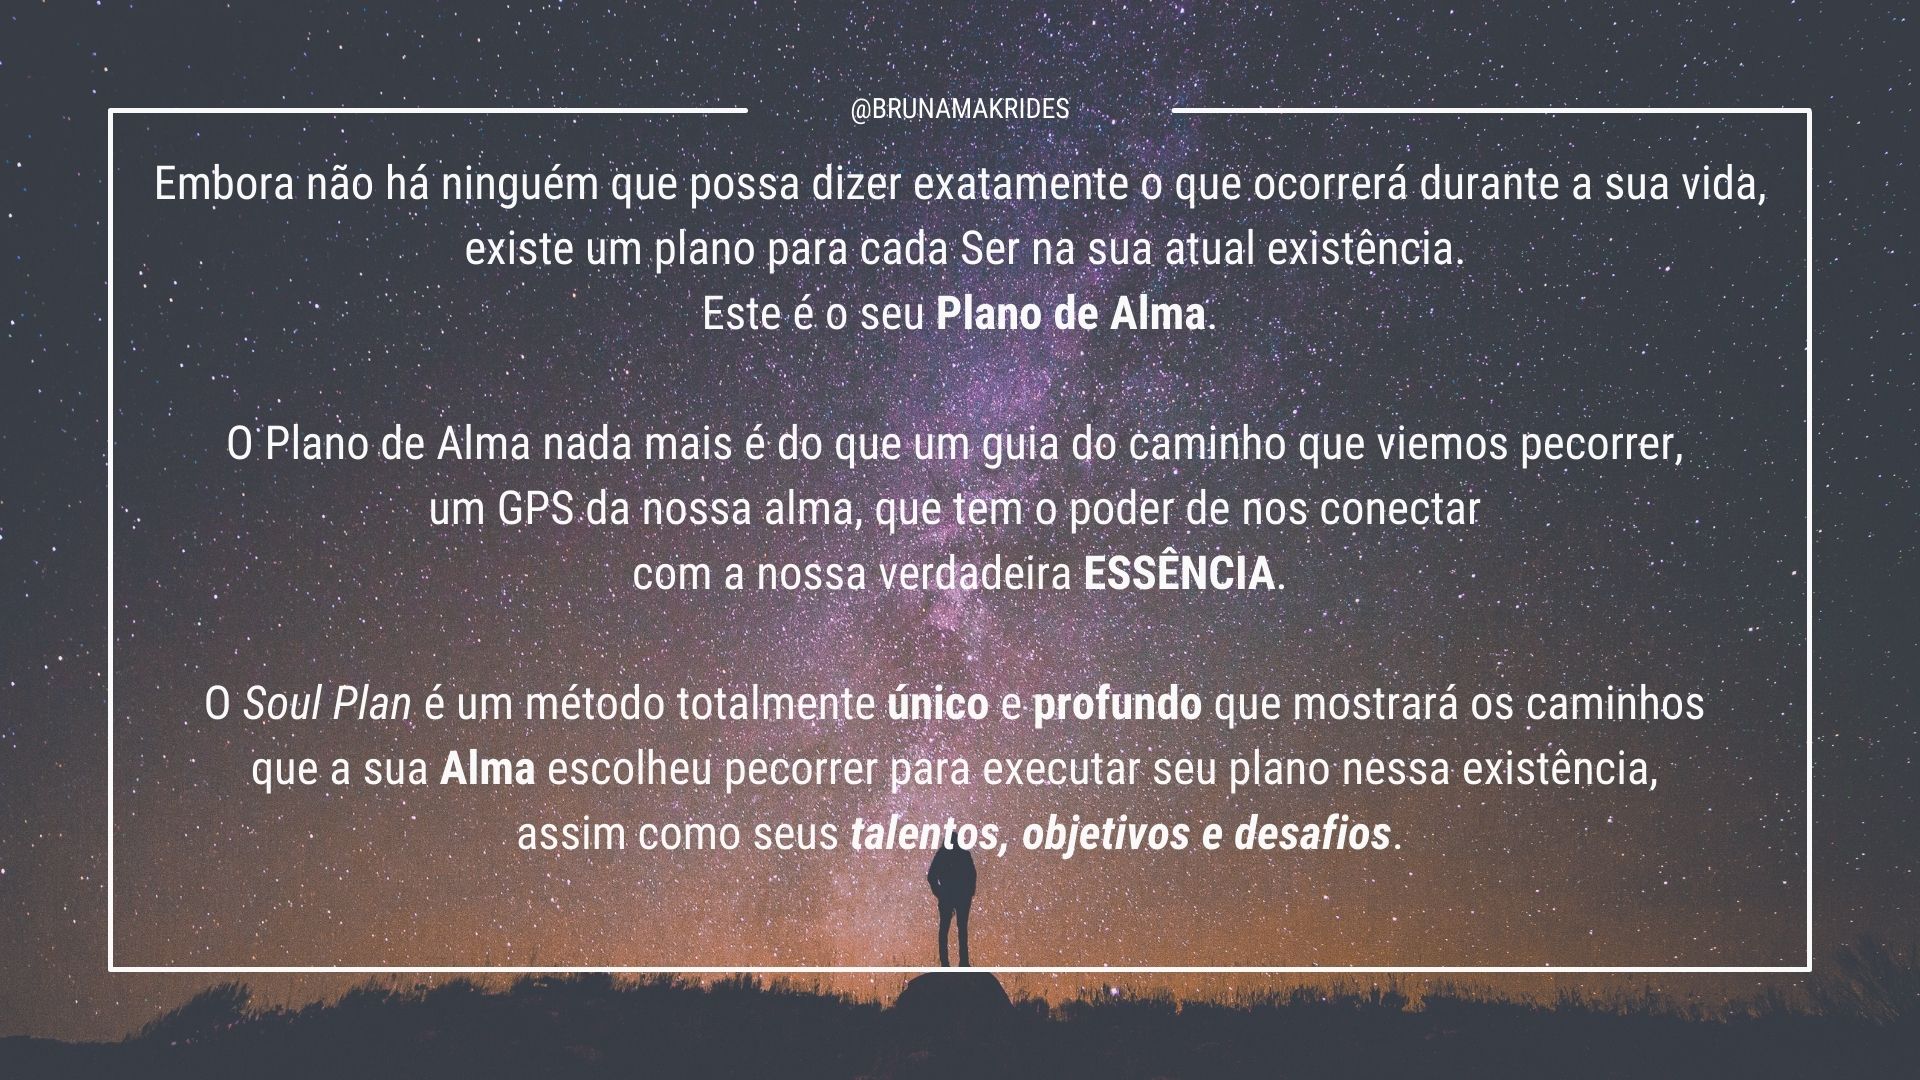 @BRUNAMAKRIDES
Embora não há ninguém que possa dizer exatamente o que ocorrerá durante a sua vida,
existe um plano para cada Ser na sua atual existência.
Este é o seu Plano de Alma.
O Plano de Alma nada mais é do que um guia do caminho que viemos pecorrer,
um GPS da nossa alma, que tem o poder de nos conectar
com a nossa verdadeira ESSÊNCIA.
O Soul Plan é um método totalmente único e profundo que mostrará os caminhos
que a sua Alma escolheu pecorrer para executar seu plano nessa existência,
assim como seus talentos, objetivos e desafios.